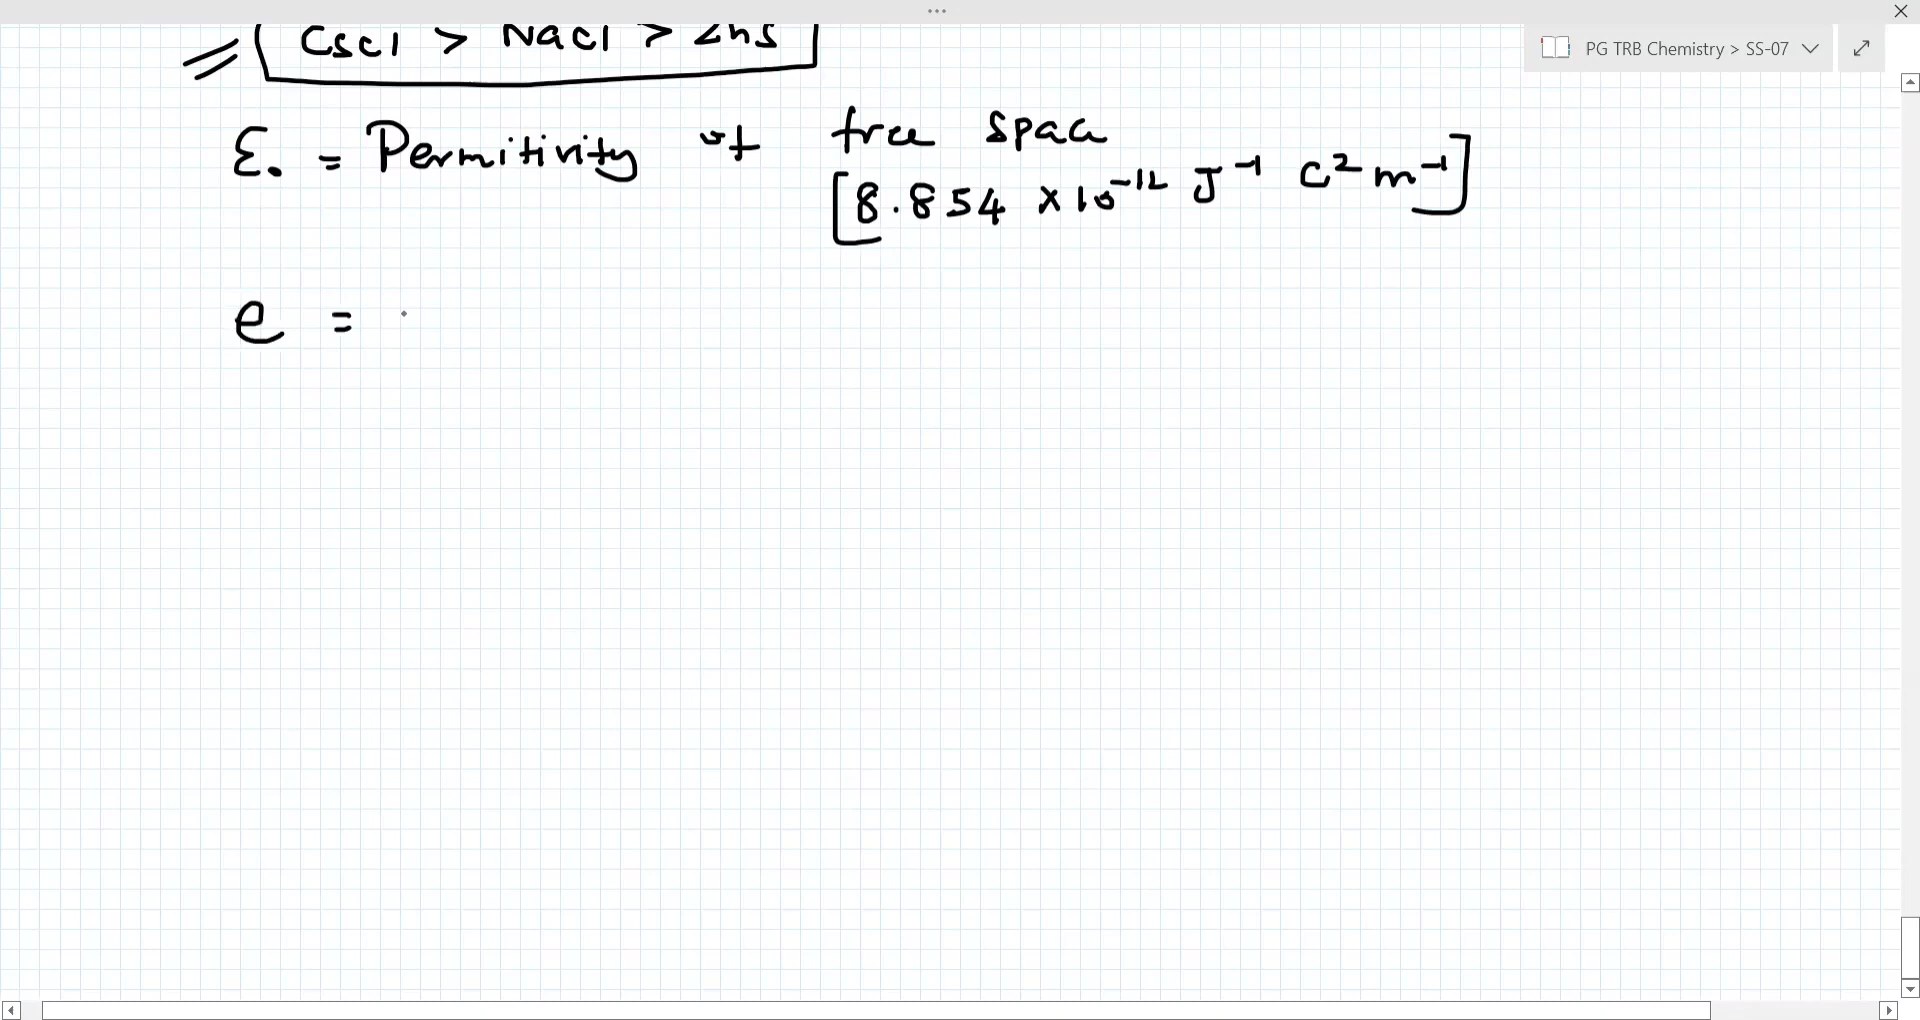 PG TRB Chemistry > SS-07
CsCl > NaCl > ZnS
ε₀ = Permitivity of free space
[8.854 × 10⁻¹² J⁻¹ C² m⁻¹]
e =